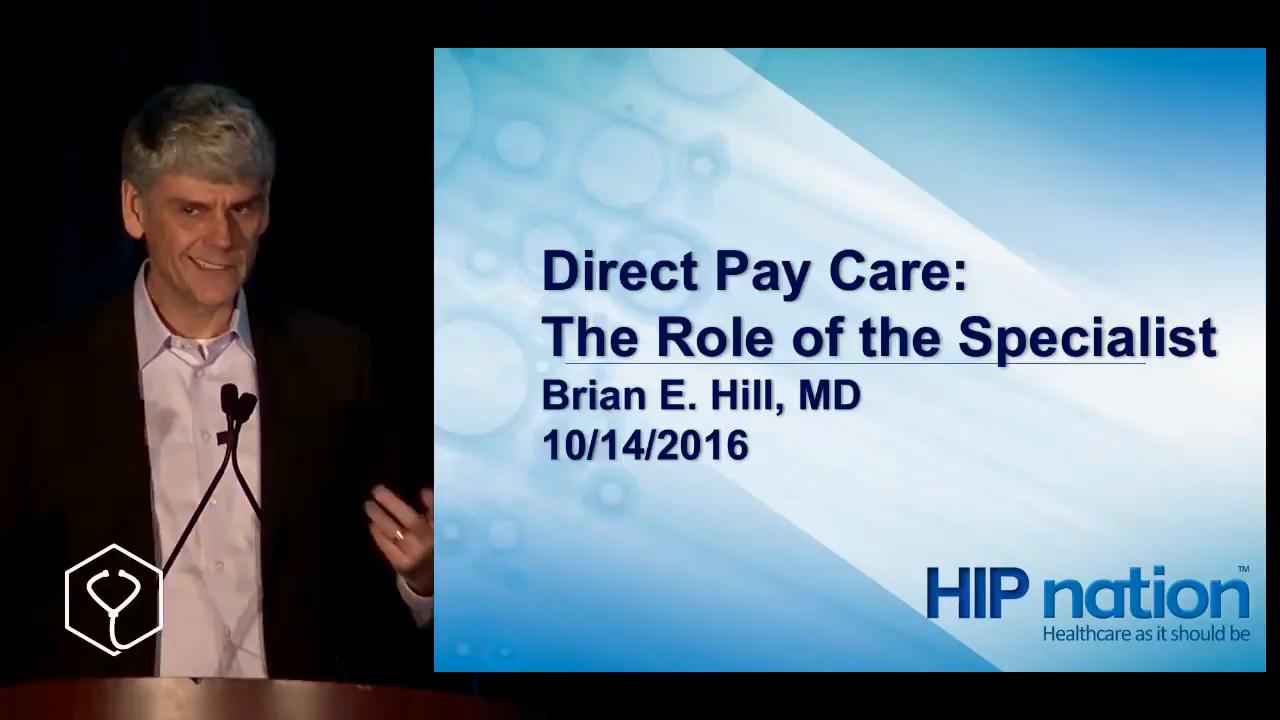 Direct Pay Care:
The Role of the Specialist
Brian E. Hill, MD
10/14/2016
HIP nation™
Healthcare as it should be